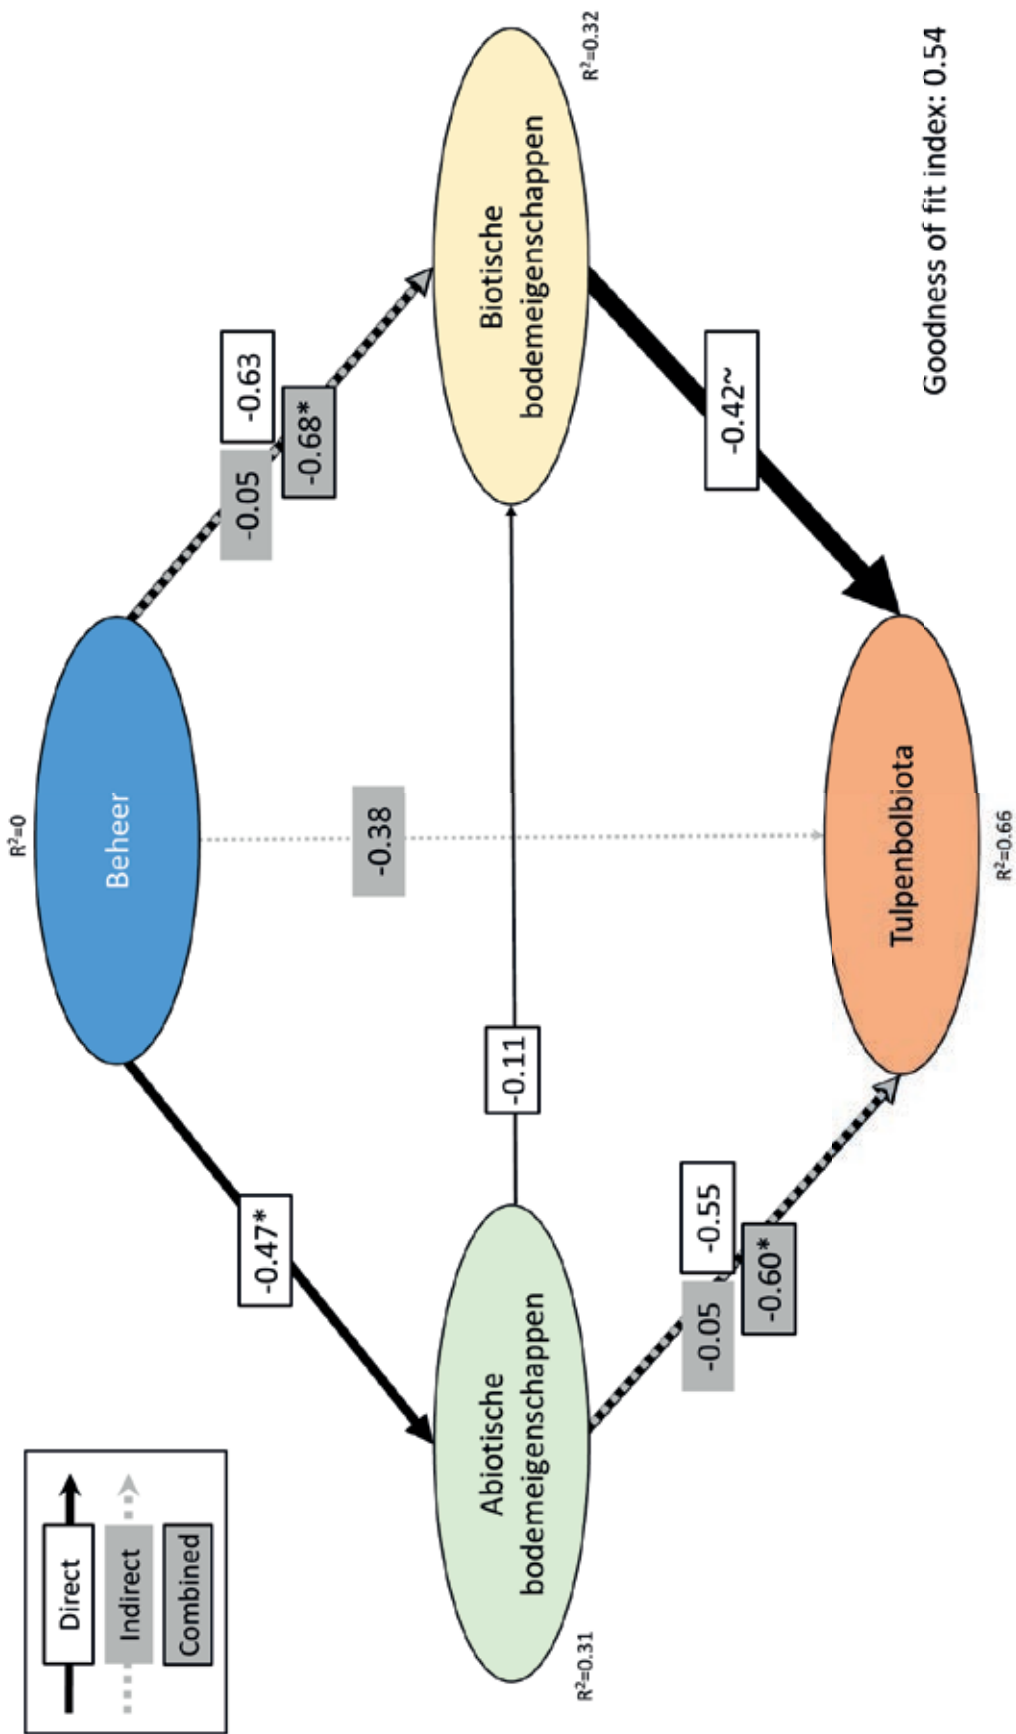 R²=0
Beheer
Direct
Indirect
Combined
-0.47*
-0.05
-0.63
-0.68*
-0.38
Abiotische
bodemeigenschappen
R²=0.31
-0.11
Biotische
bodemeigenschappen
R²=0.32
-0.05
-0.55
-0.60*
-0.42~
Tulpenbolbiota
R²=0.66
Goodness of fit index: 0.54